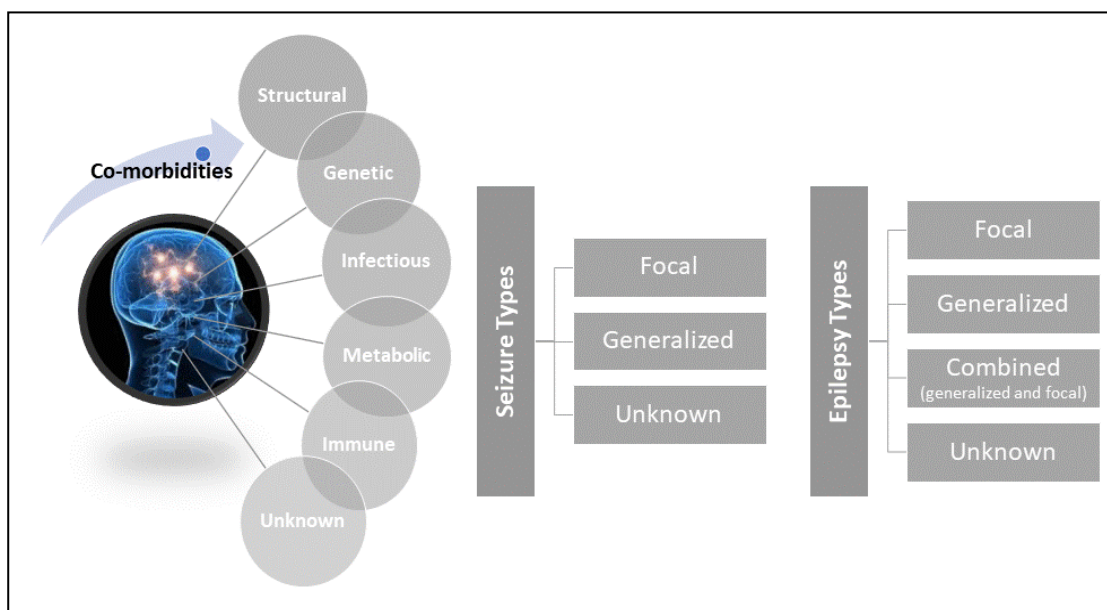 Co-morbidities
Structural
Genetic
Infectious
Metabolic
Immune
Unknown
Seizure Types
Focal
Generalized
Unknown
Epilepsy Types
Focal
Generalized
Combined
(generalized and focal)
Unknown